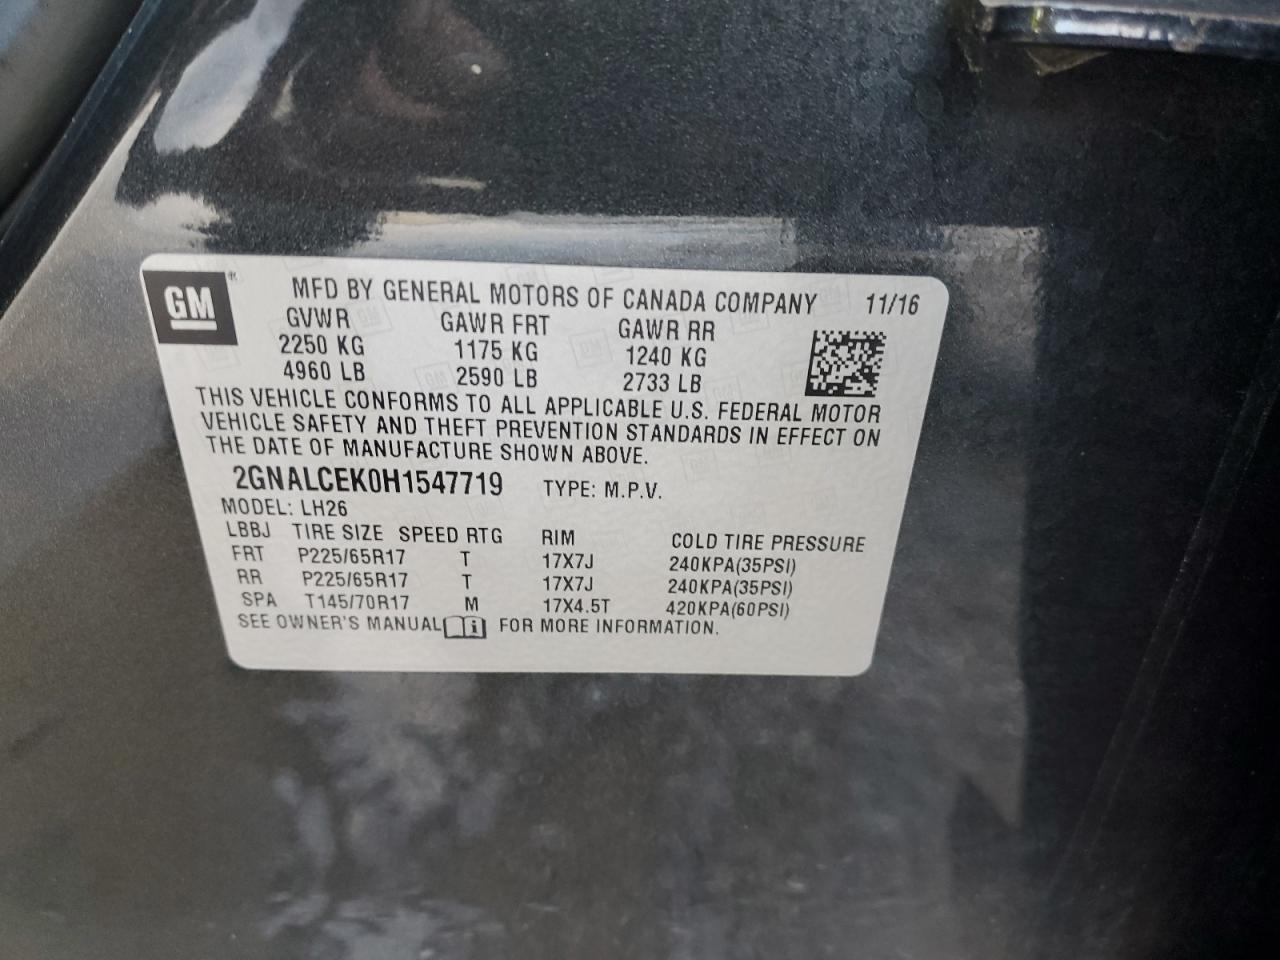 GM ® MFD BY GENERAL MOTORS OF CANADA COMPANY 11/16
GVWR GAWR FRT GAWR RR
2250 KG 1175 KG 1240 KG
4960 LB 2590 LB 2733 LB
THIS VEHICLE CONFORMS TO ALL APPLICABLE U.S. FEDERAL MOTOR
VEHICLE SAFETY AND THEFT PREVENTION STANDARDS IN EFFECT ON
THE DATE OF MANUFACTURE SHOWN ABOVE.
2GNALCEK0H1547719 TYPE: M.P.V.
MODEL: LH26
LBBJ TIRE SIZE SPEED RTG RIM COLD TIRE PRESSURE
FRT P225/65R17 T 17X7J 240KPA(35PSI)
RR P225/65R17 T 17X7J 240KPA(35PSI)
SPA T145/70R17 M 17X4.5T 420KPA(60PSI)
SEE OWNER'S MANUAL i FOR MORE INFORMATION.